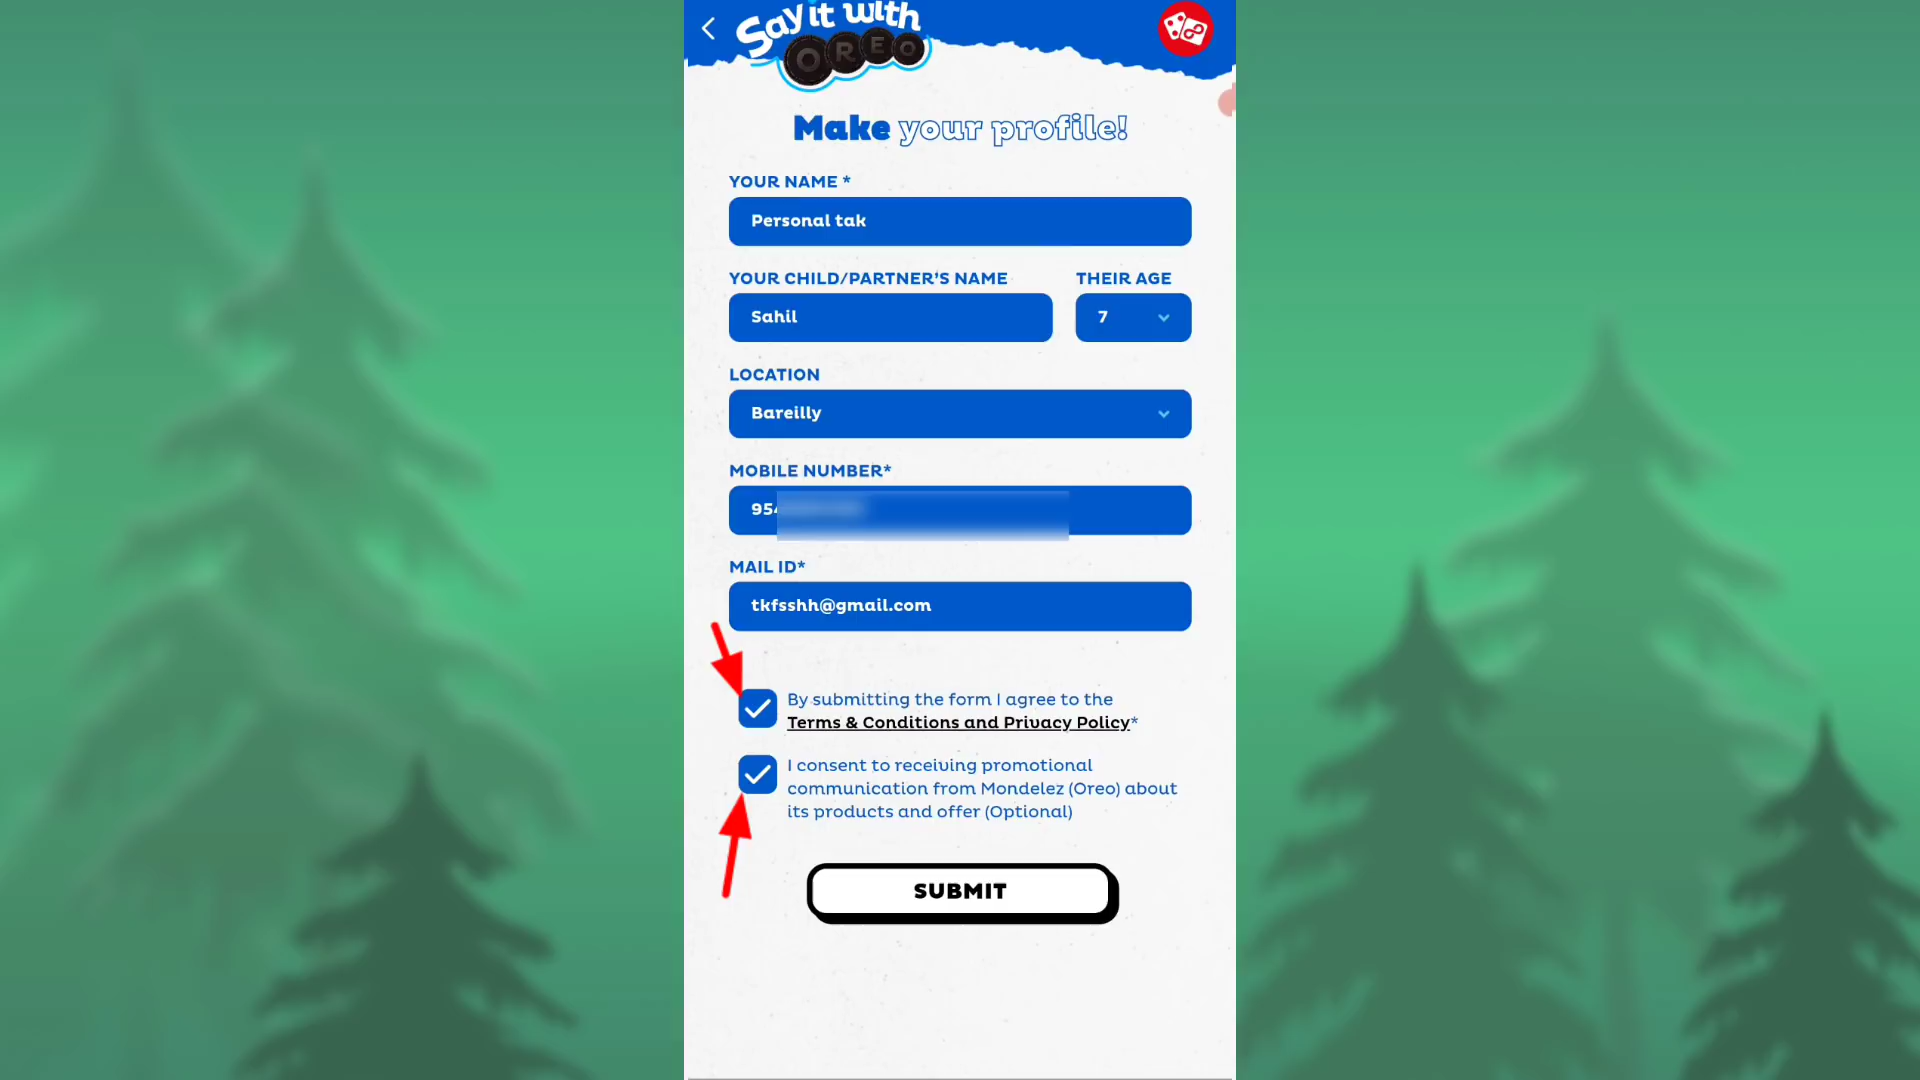 Say it with
OREO
Make your profile!
YOUR NAME *
Personal tak
YOUR CHILD/PARTNER'S NAME THEIR AGE
Sahil 7
LOCATION
Bareilly
MOBILE NUMBER*
954
MAIL ID*
tkfsshh@gmail.com
By submitting the form I agree to the
Terms & Conditions and Privacy Policy*
I consent to receiving promotional
communication from Mondelez (Oreo) about
its products and offer (Optional)
SUBMIT